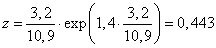 z = 3,2/10,9 · exp(1,4 · 3,2/10,9) = 0,443